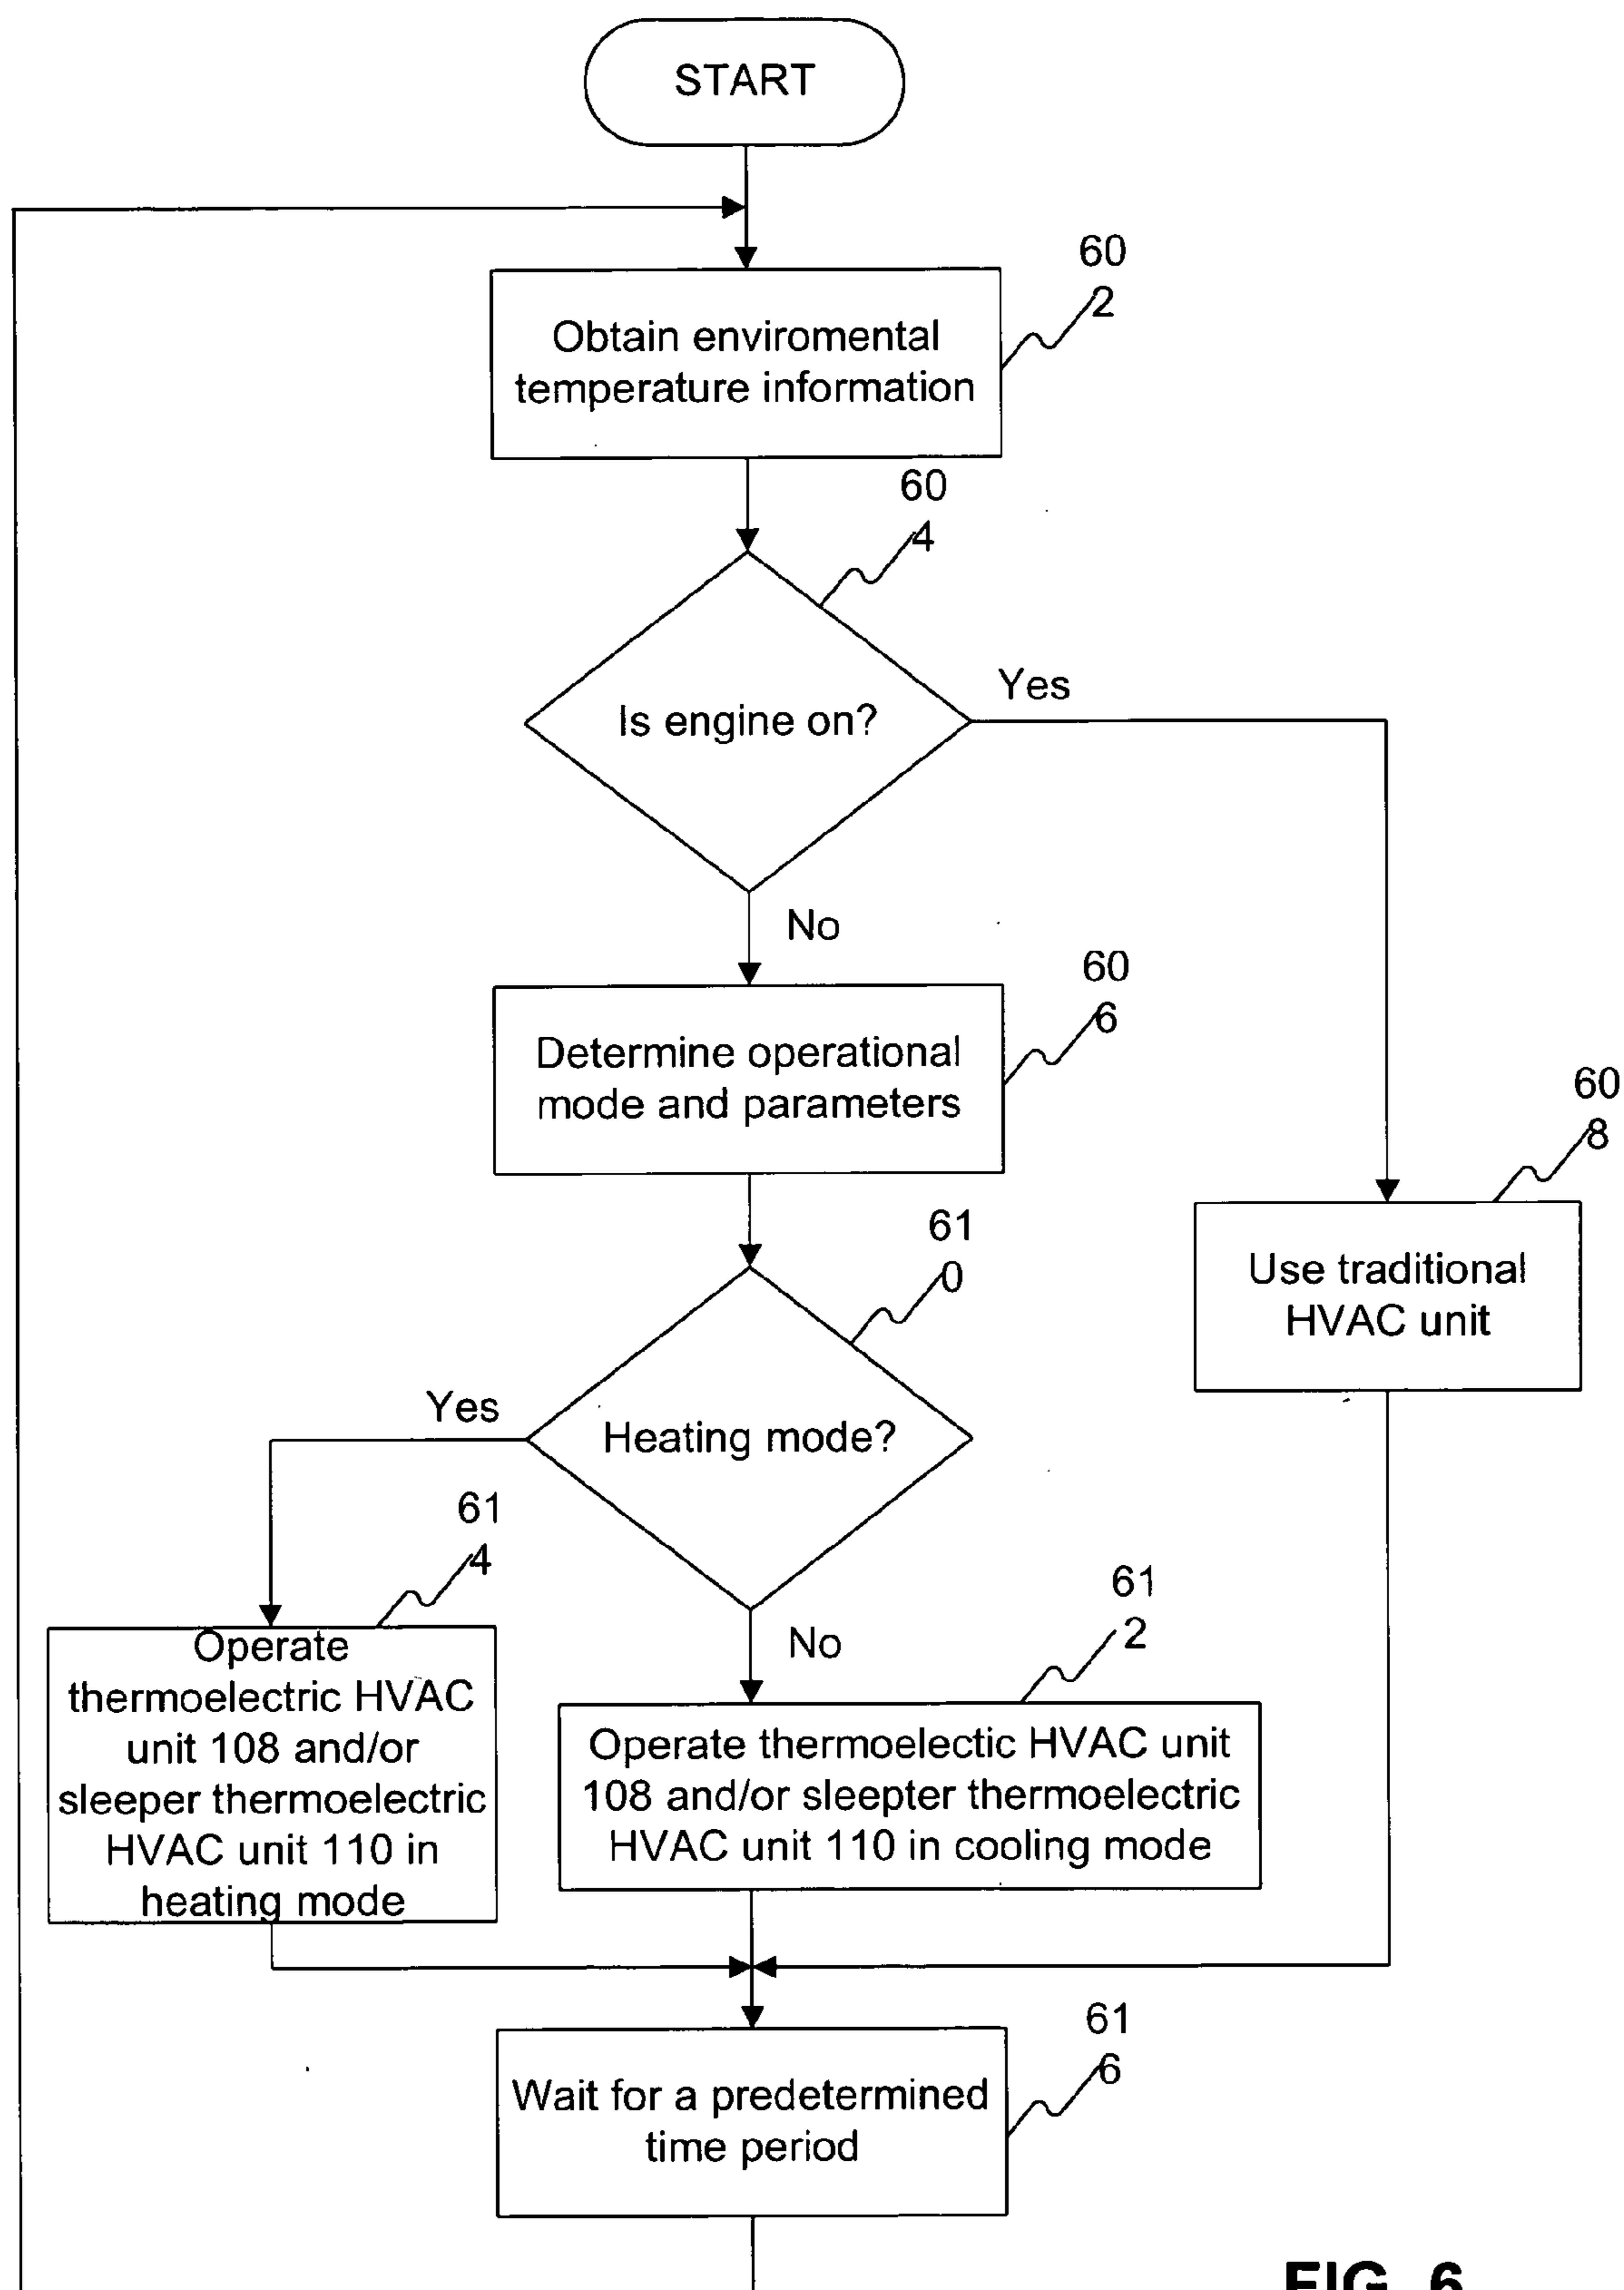 START
60
2
Obtain enviromental
temperature information
60
4
Is engine on?
Yes
No
60
6
Determine operational
mode and parameters
60
8
Use traditional
HVAC unit
61
0
Heating mode?
Yes
No
61
4
Operate
thermoelectric HVAC
unit 108 and/or
sleeper thermoelectric
HVAC unit 110 in
heating mode
61
2
Operate thermoelectic HVAC unit
108 and/or sleepter thermoelectric
HVAC unit 110 in cooling mode
61
6
Wait for a predetermined
time period
FIG. 6